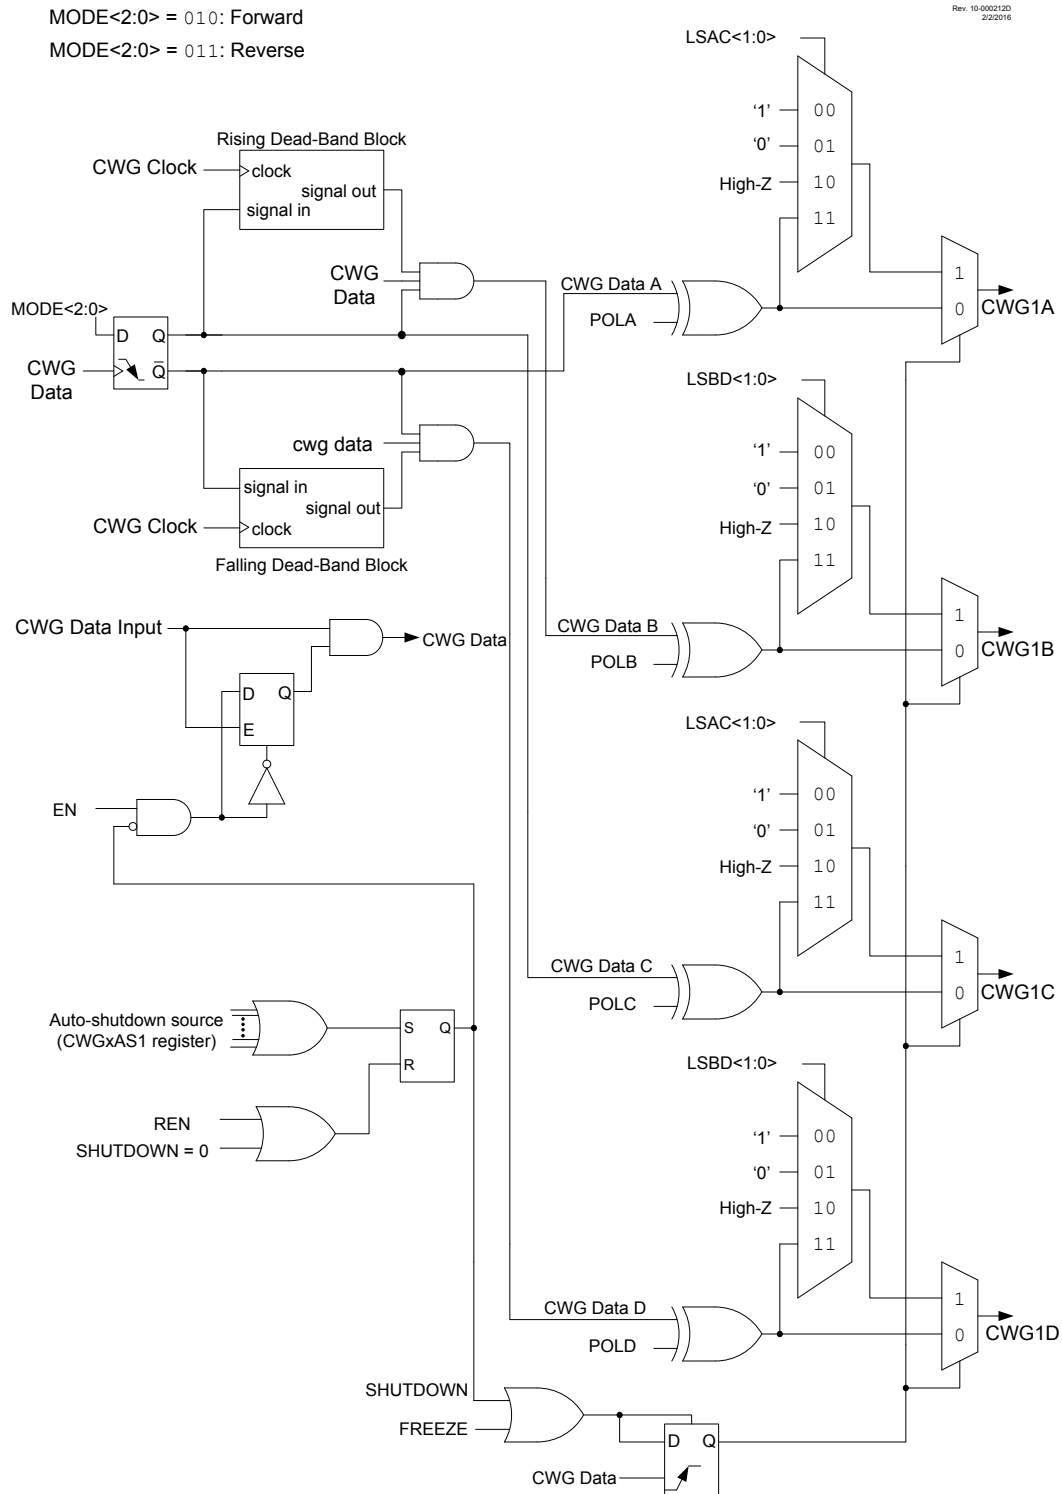 Rev. 10-000212D
2/2/2016
MODE<2:0> = 010: Forward
MODE<2:0> = 011: Reverse
LSAC<1:0>
'1'
00
'0'
01
High-Z
10
11
Rising Dead-Band Block
CWG Clock
clock
signal out
signal in
CWG
Data
CWG Data A
POLA
1
0
CWG1A
MODE<2:0>
D
Q
CWG
Data
Q
LSBD<1:0>
'1'
00
'0'
01
High-Z
10
11
cwg data
signal in
signal out
CWG Clock
clock
Falling Dead-Band Block
CWG Data Input
CWG Data
CWG Data B
POLB
1
0
CWG1B
D
Q
E
EN
LSAC<1:0>
'1'
00
'0'
01
High-Z
10
11
CWG Data C
POLC
1
0
CWG1C
Auto-shutdown source
(CWGxAS1 register)
S
Q
R
REN
SHUTDOWN = 0
LSBD<1:0>
'1'
00
'0'
01
High-Z
10
11
CWG Data D
POLD
1
0
CWG1D
SHUTDOWN
FREEZE
D
Q
CWG Data